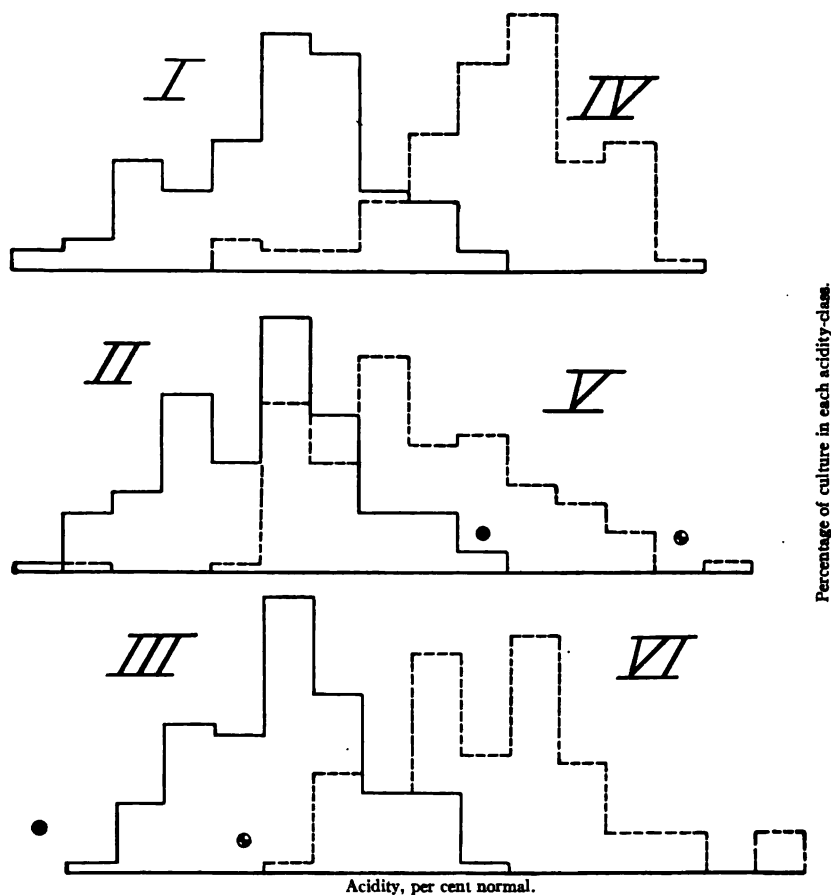 I
IV
II
V
III
VI
Acidity, per cent normal.
Percentage of culture in each acidity-class.